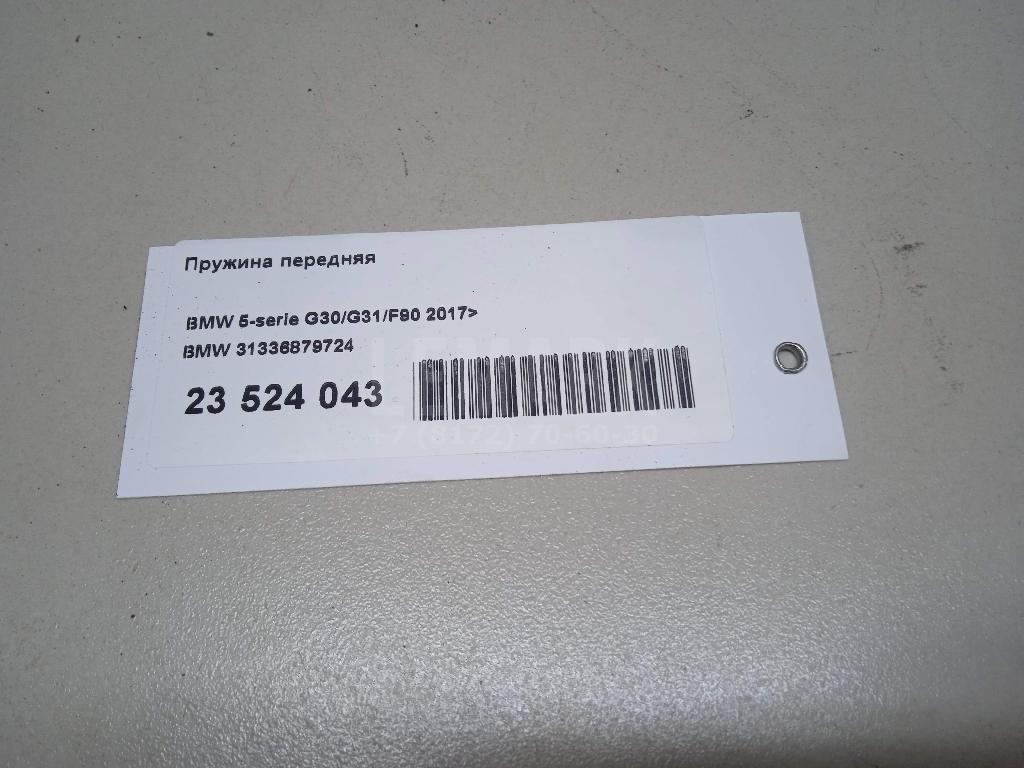 Пружина передняя
BMW 5-serie G30/G31/F90 2017>
BMW 31336879724
23 524 043
+7 (8172) 70-60-30